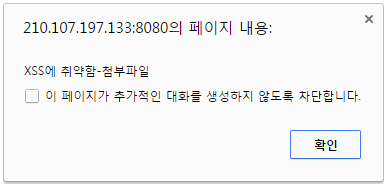 210.107.197.133:8080의 페이지 내용:
XSS에 취약함-첨부파일
이 페이지가 추가적인 대화를 생성하지 않도록 차단합니다.
확인